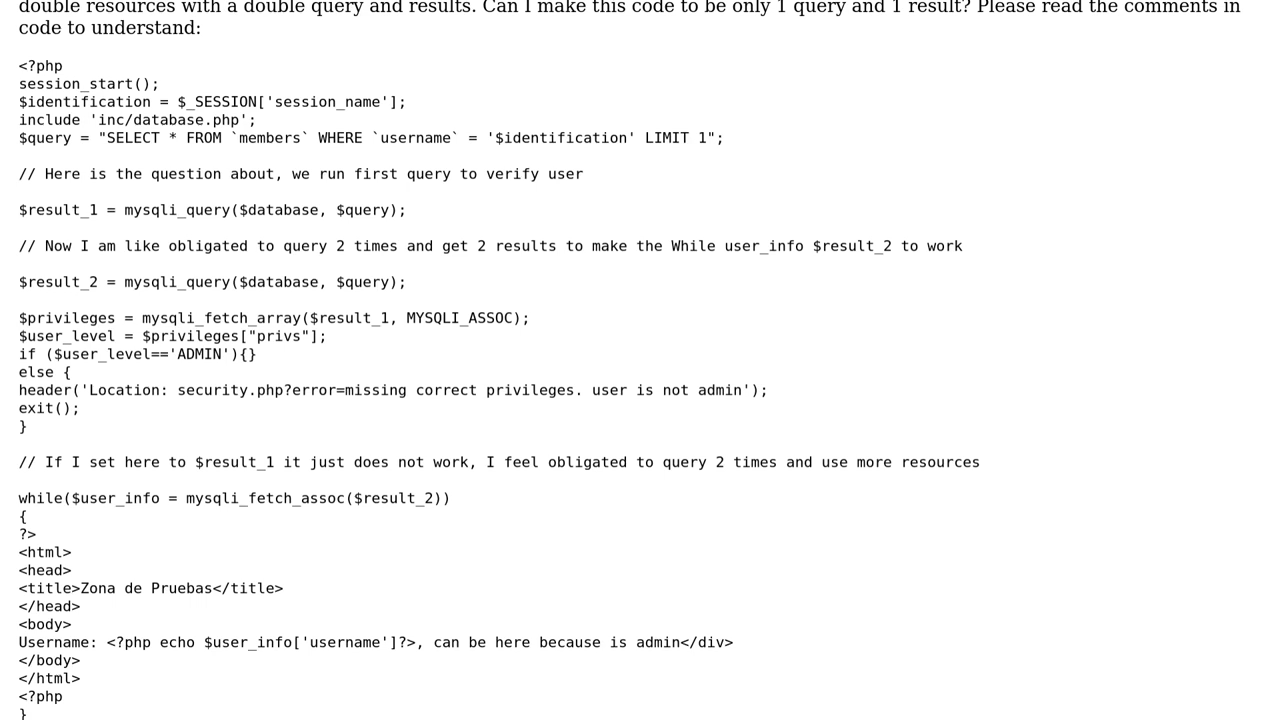 double resources with a double query and results. Can I make this code to be only 1 query and 1 result? Please read the comments in
code to understand:
<?php
session_start();
$identification = $_SESSION['session_name'];
include 'inc/database.php';
$query = "SELECT * FROM `members` WHERE `username` = '$identification' LIMIT 1";
// Here is the question about, we run first query to verify user
$result_1 = mysqli_query($database, $query);
// Now I am like obligated to query 2 times and get 2 results to make the While user_info $result_2 to work
$result_2 = mysqli_query($database, $query);
$privileges = mysqli_fetch_array($result_1, MYSQLI_ASSOC);
$user_level = $privileges["privs"];
if ($user_level=='ADMIN'){}
else {
header('Location: security.php?error=missing correct privileges. user is not admin');
exit();
}
// If I set here to $result_1 it just does not work, I feel obligated to query 2 times and use more resources
while($user_info = mysqli_fetch_assoc($result_2))
{
?>
<html>
<head>
<title>Zona de Pruebas</title>
</head>
<body>
Username: <?php echo $user_info['username']?>, can be here because is admin</div>
</body>
</html>
<?php
}